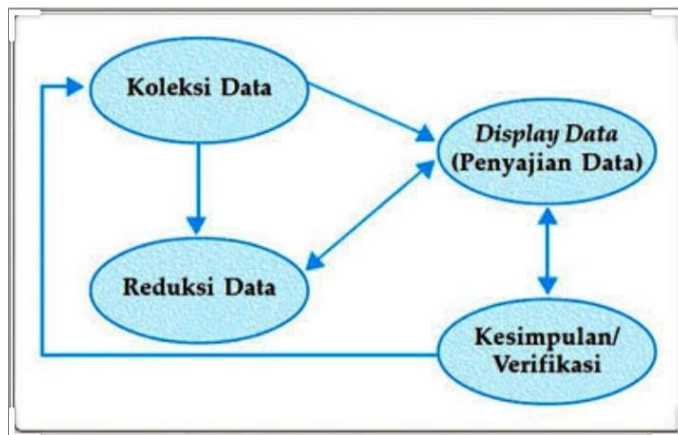 Koleksi Data
Display Data
(Penyajian Data)
Reduksi Data
Kesimpulan/
Verifikasi